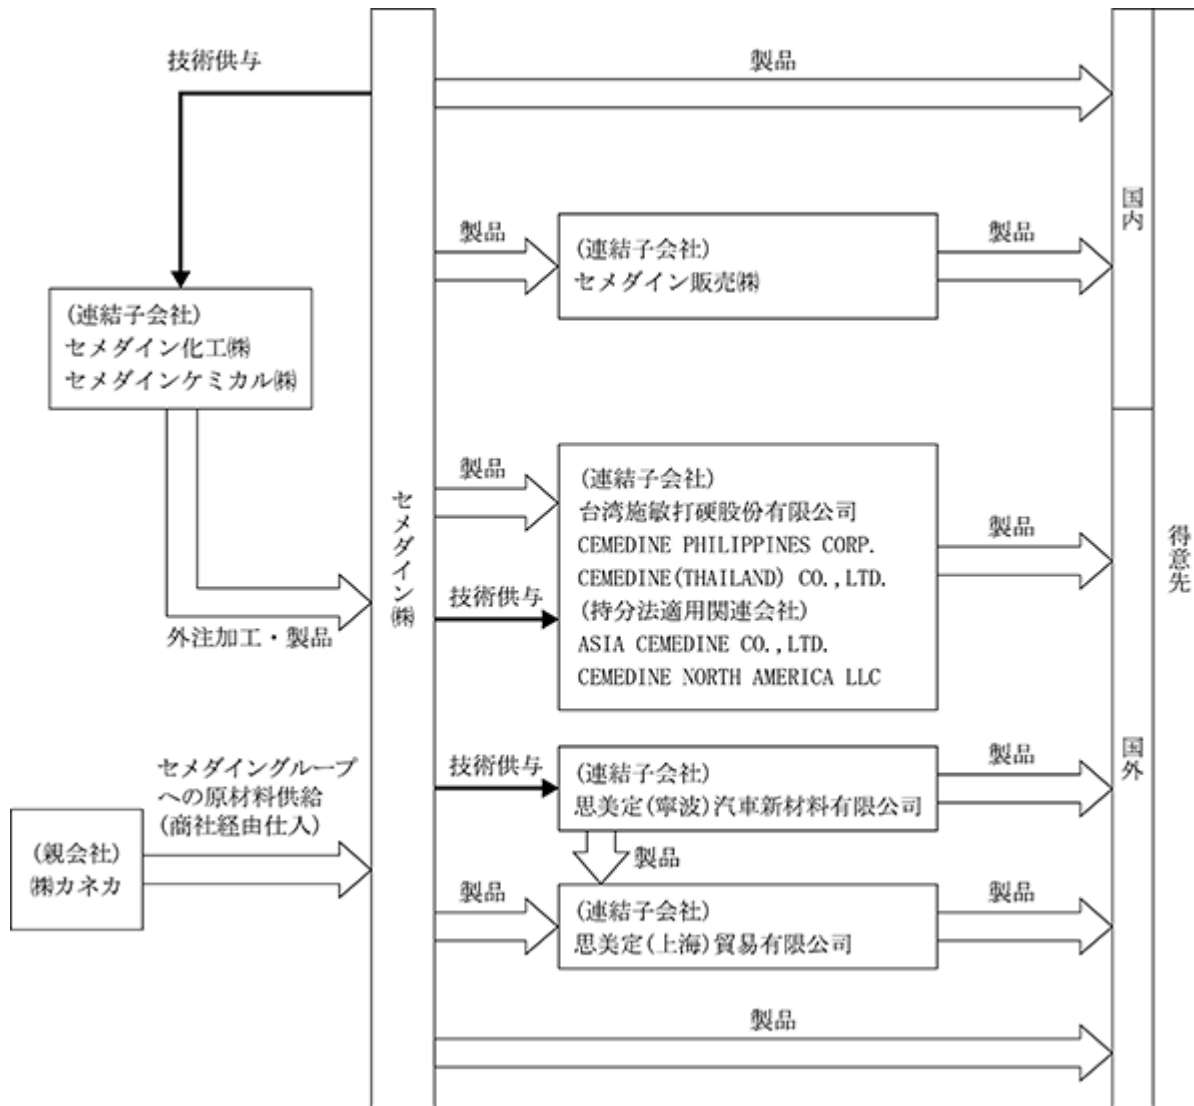 技術供与
製品
国内
製品
(連結子会社)
セメダイン販売㈱
製品
(連結子会社)
セメダイン化工㈱
セメダインケミカル㈱
外注加工・製品
セメダイン㈱
製品
技術供与
(連結子会社)
台湾施敏打硬股份有限公司
CEMEDINE PHILIPPINES CORP.
CEMEDINE(THAILAND) CO.,LTD.
(持分法適用関連会社)
ASIA CEMEDINE CO.,LTD.
CEMEDINE NORTH AMERICA LLC
製品
得意先
国外
セメダイングループ
への原材料供給
(商社経由仕入)
(親会社)
㈱カネカ
技術供与
(連結子会社)
思美定(寧波)汽車新材料有限公司
製品
製品
製品
(連結子会社)
思美定(上海)貿易有限公司
製品
製品